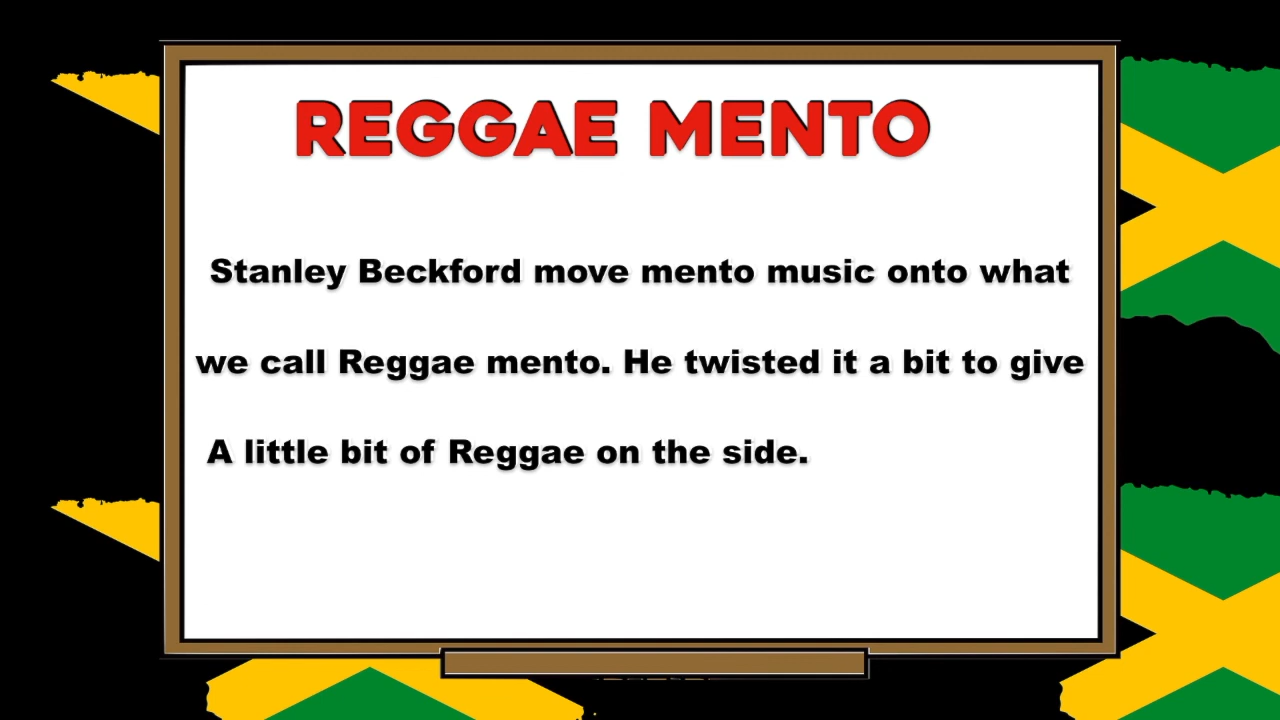 REGGAE MENTO
Stanley Beckford move mento music onto what
we call Reggae mento. He twisted it a bit to give
A little bit of Reggae on the side.